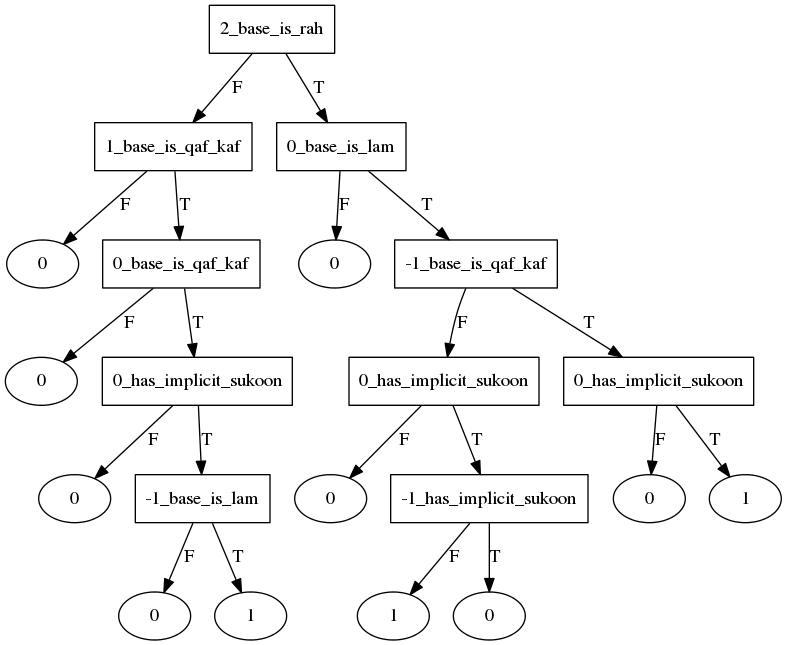 2_base_is_rah
F T
1_base_is_qaf_kaf 0_base_is_lam
F T F T
0 0_base_is_qaf_kaf 0 -1_base_is_qaf_kaf
F T F T
0 0_has_implicit_sukoon 0_has_implicit_sukoon 0_has_implicit_sukoon
F T F T F T
0 -1_base_is_lam 0 -1_has_implicit_sukoon 0 1
F T F T
0 1 1 0